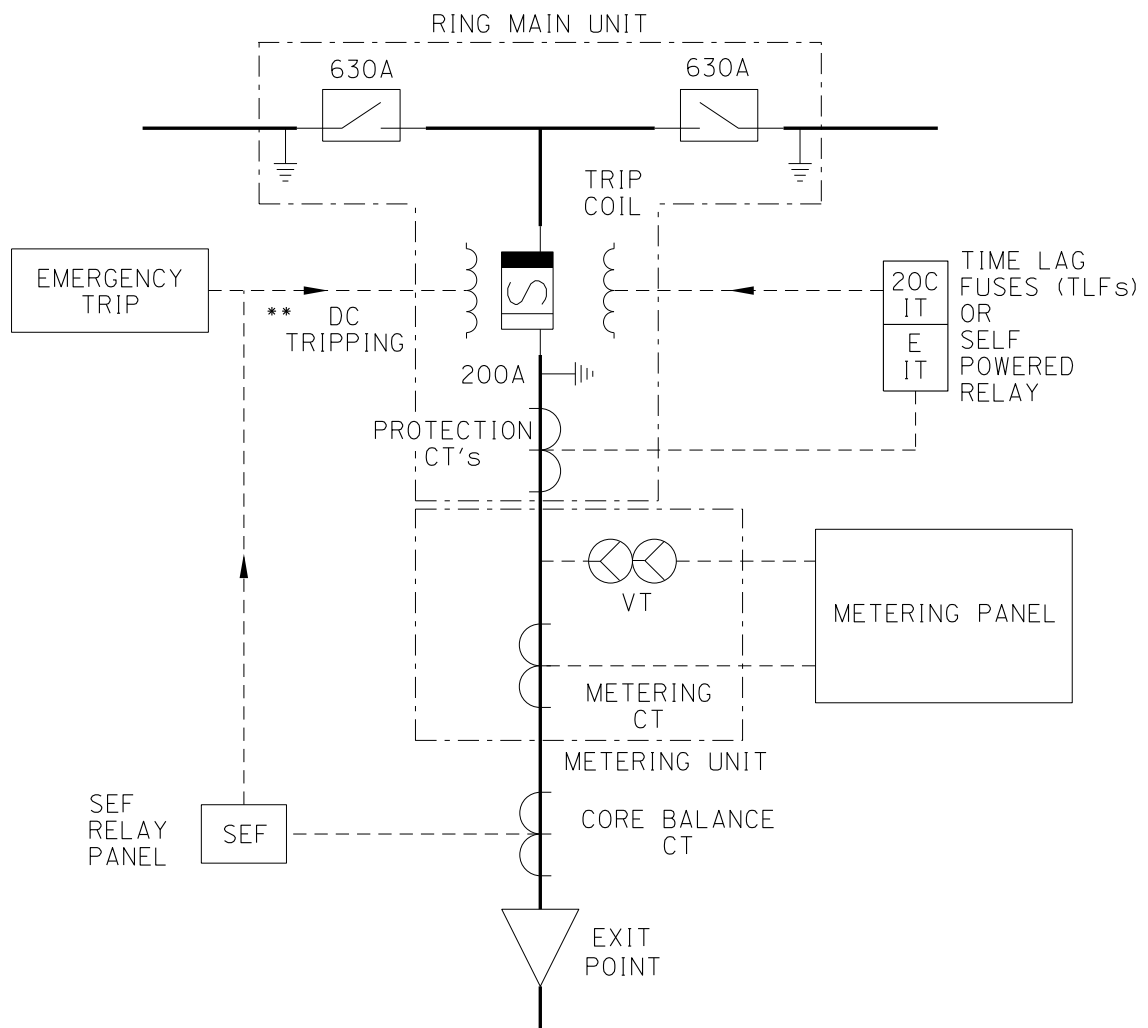 RING MAIN UNIT
630A
630A
TRIP
COIL
EMERGENCY
TRIP
** DC
TRIPPING
2OC
IT
E
IT
TIME LAG
FUSES (TLFs)
OR
SELF
POWERED
RELAY
S
200A
PROTECTION
CT's
VT
METERING PANEL
METERING
CT
METERING UNIT
SEF
RELAY
PANEL
SEF
CORE BALANCE
CT
EXIT
POINT